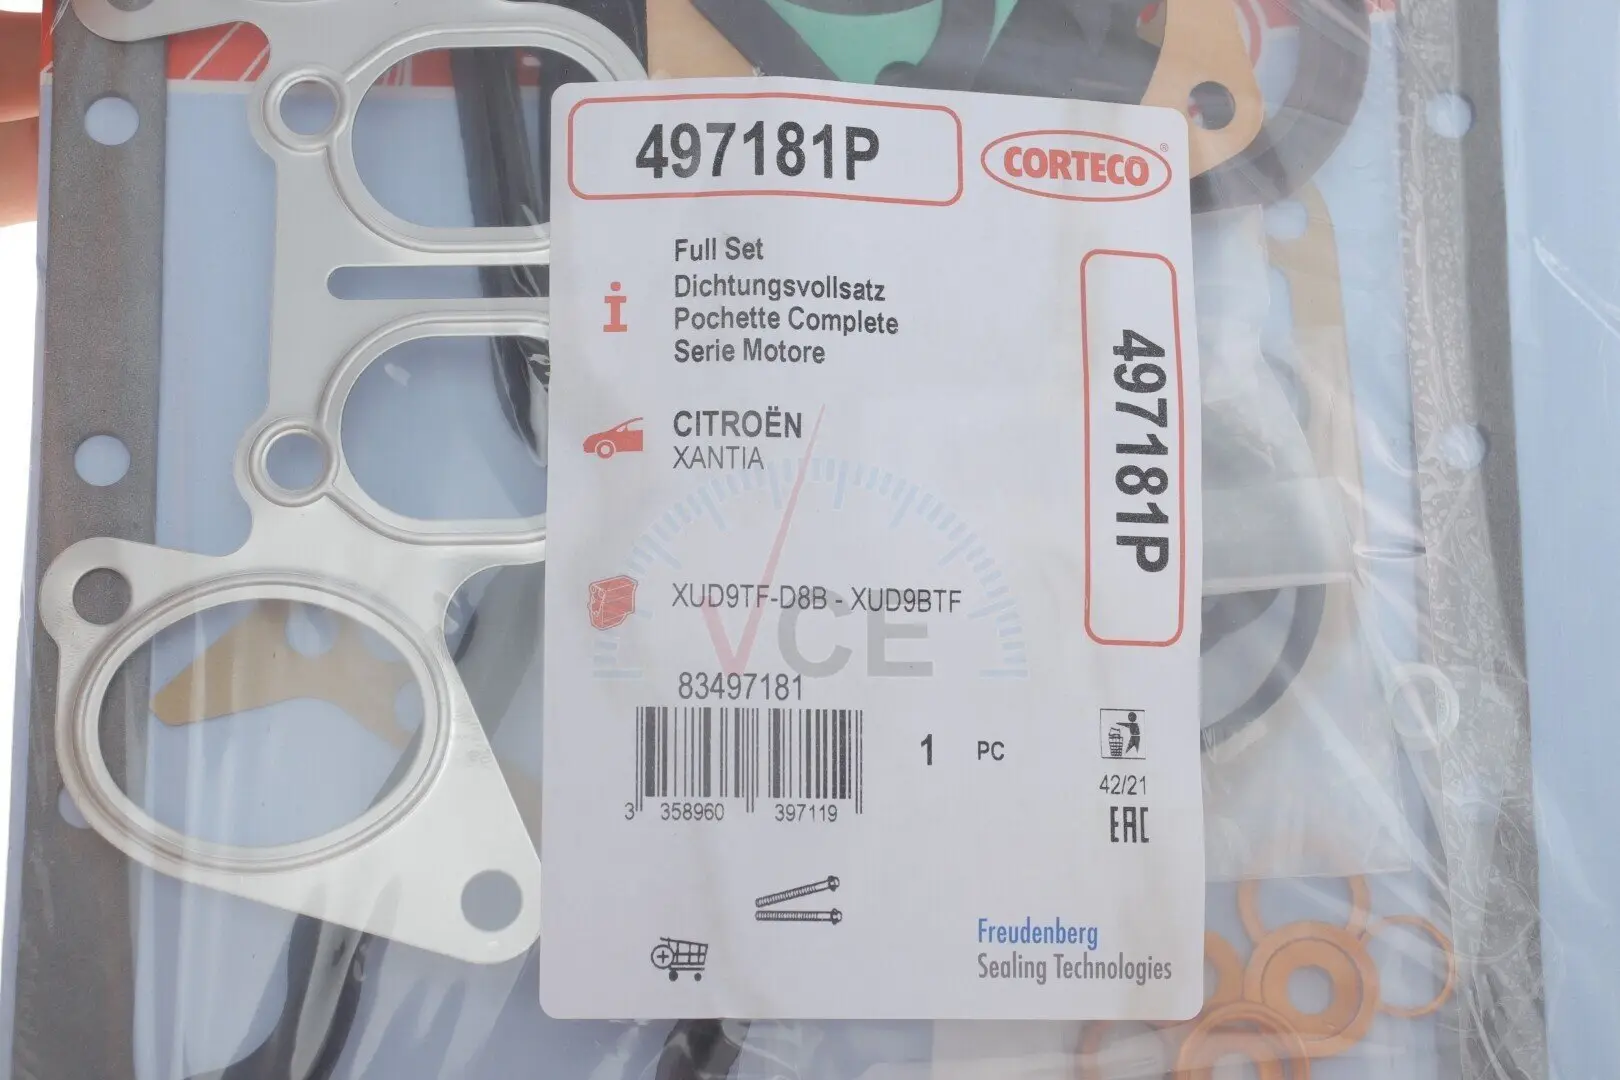 497181P
CORTECO®
Full Set
Dichtungsvollsatz
Pochette Complete
Serie Motore
i
CITROËN
XANTIA
497181P
XUD9TF-D8B - XUD9BTF
VCE
83497181
3 358960 397119
1 PC
42/21
EAC
Freudenberg
Sealing Technologies